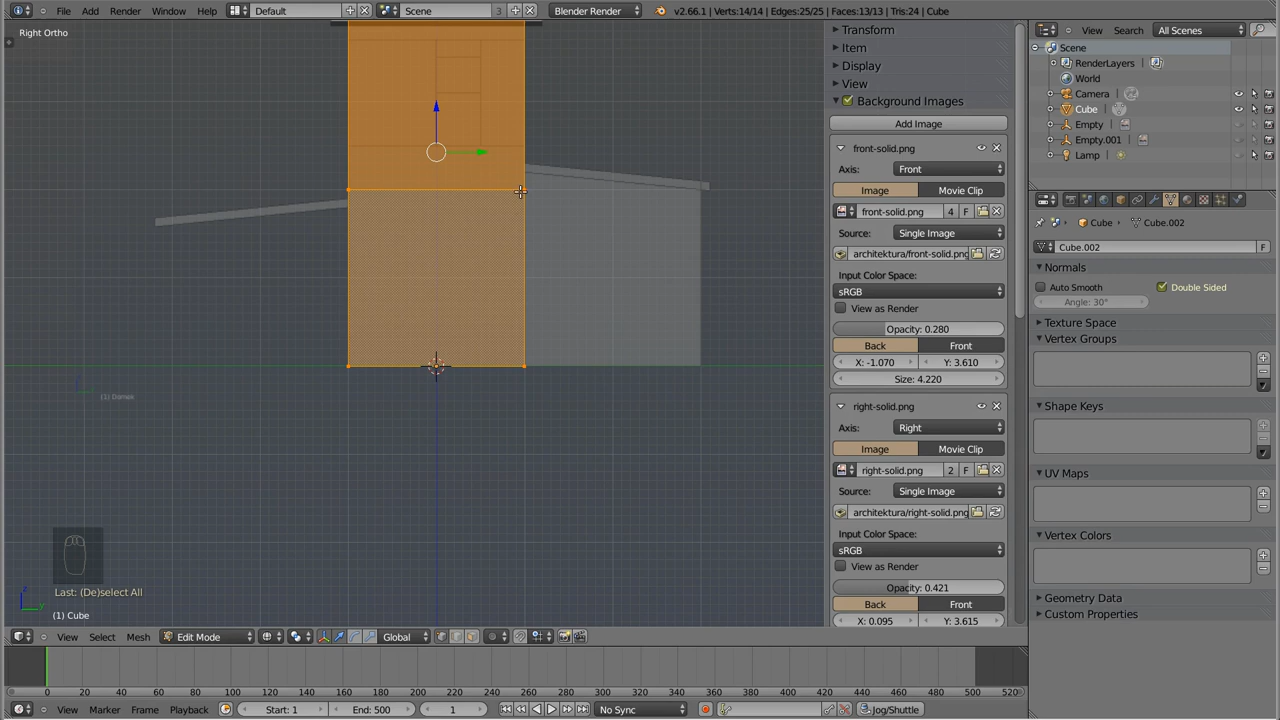 File Add Render Window Help Default Scene 3 Blender Render v2.66.1 | Verts:14/14 | Edges:25/25 | Faces:13/13 | Tris:24 | Cube
Right Ortho
(1) Domek
Last: (De)select All
(1) Cube
z
y
Transform
Item
Display
View
Background Images
Add Image
front-solid.png
Axis: Front
Image Movie Clip
front-solid.png 4 F
Source: Single Image
architektura/front-solid.png
Input Color Space:
sRGB
View as Render
Opacity: 0.280
Back Front
X: -1.070 Y: 3.610
Size: 4.220
right-solid.png
Axis: Right
Image Movie Clip
right-solid.png 2 F
Source: Single Image
architektura/right-solid.png
Input Color Space:
sRGB
View as Render
Opacity: 0.421
Back Front
X: 0.095 Y: 3.615
View Search All Scenes
Scene
RenderLayers
World
Camera
Cube
Empty
Empty.001
Lamp
Cube Cube.002
Cube.002 F
Normals
Auto Smooth Double Sided
Angle: 30°
Texture Space
Vertex Groups
Shape Keys
UV Maps
Vertex Colors
Geometry Data
Custom Properties
View Select Mesh Edit Mode Global
0 20 40 60 80 100 120 140 160 180 200 220 240 260 280 300 320 340 360 380 400 420 440 460 480 500 520
View Marker Frame Playback Start: 1 End: 500 1 No Sync Jog/Shuttle